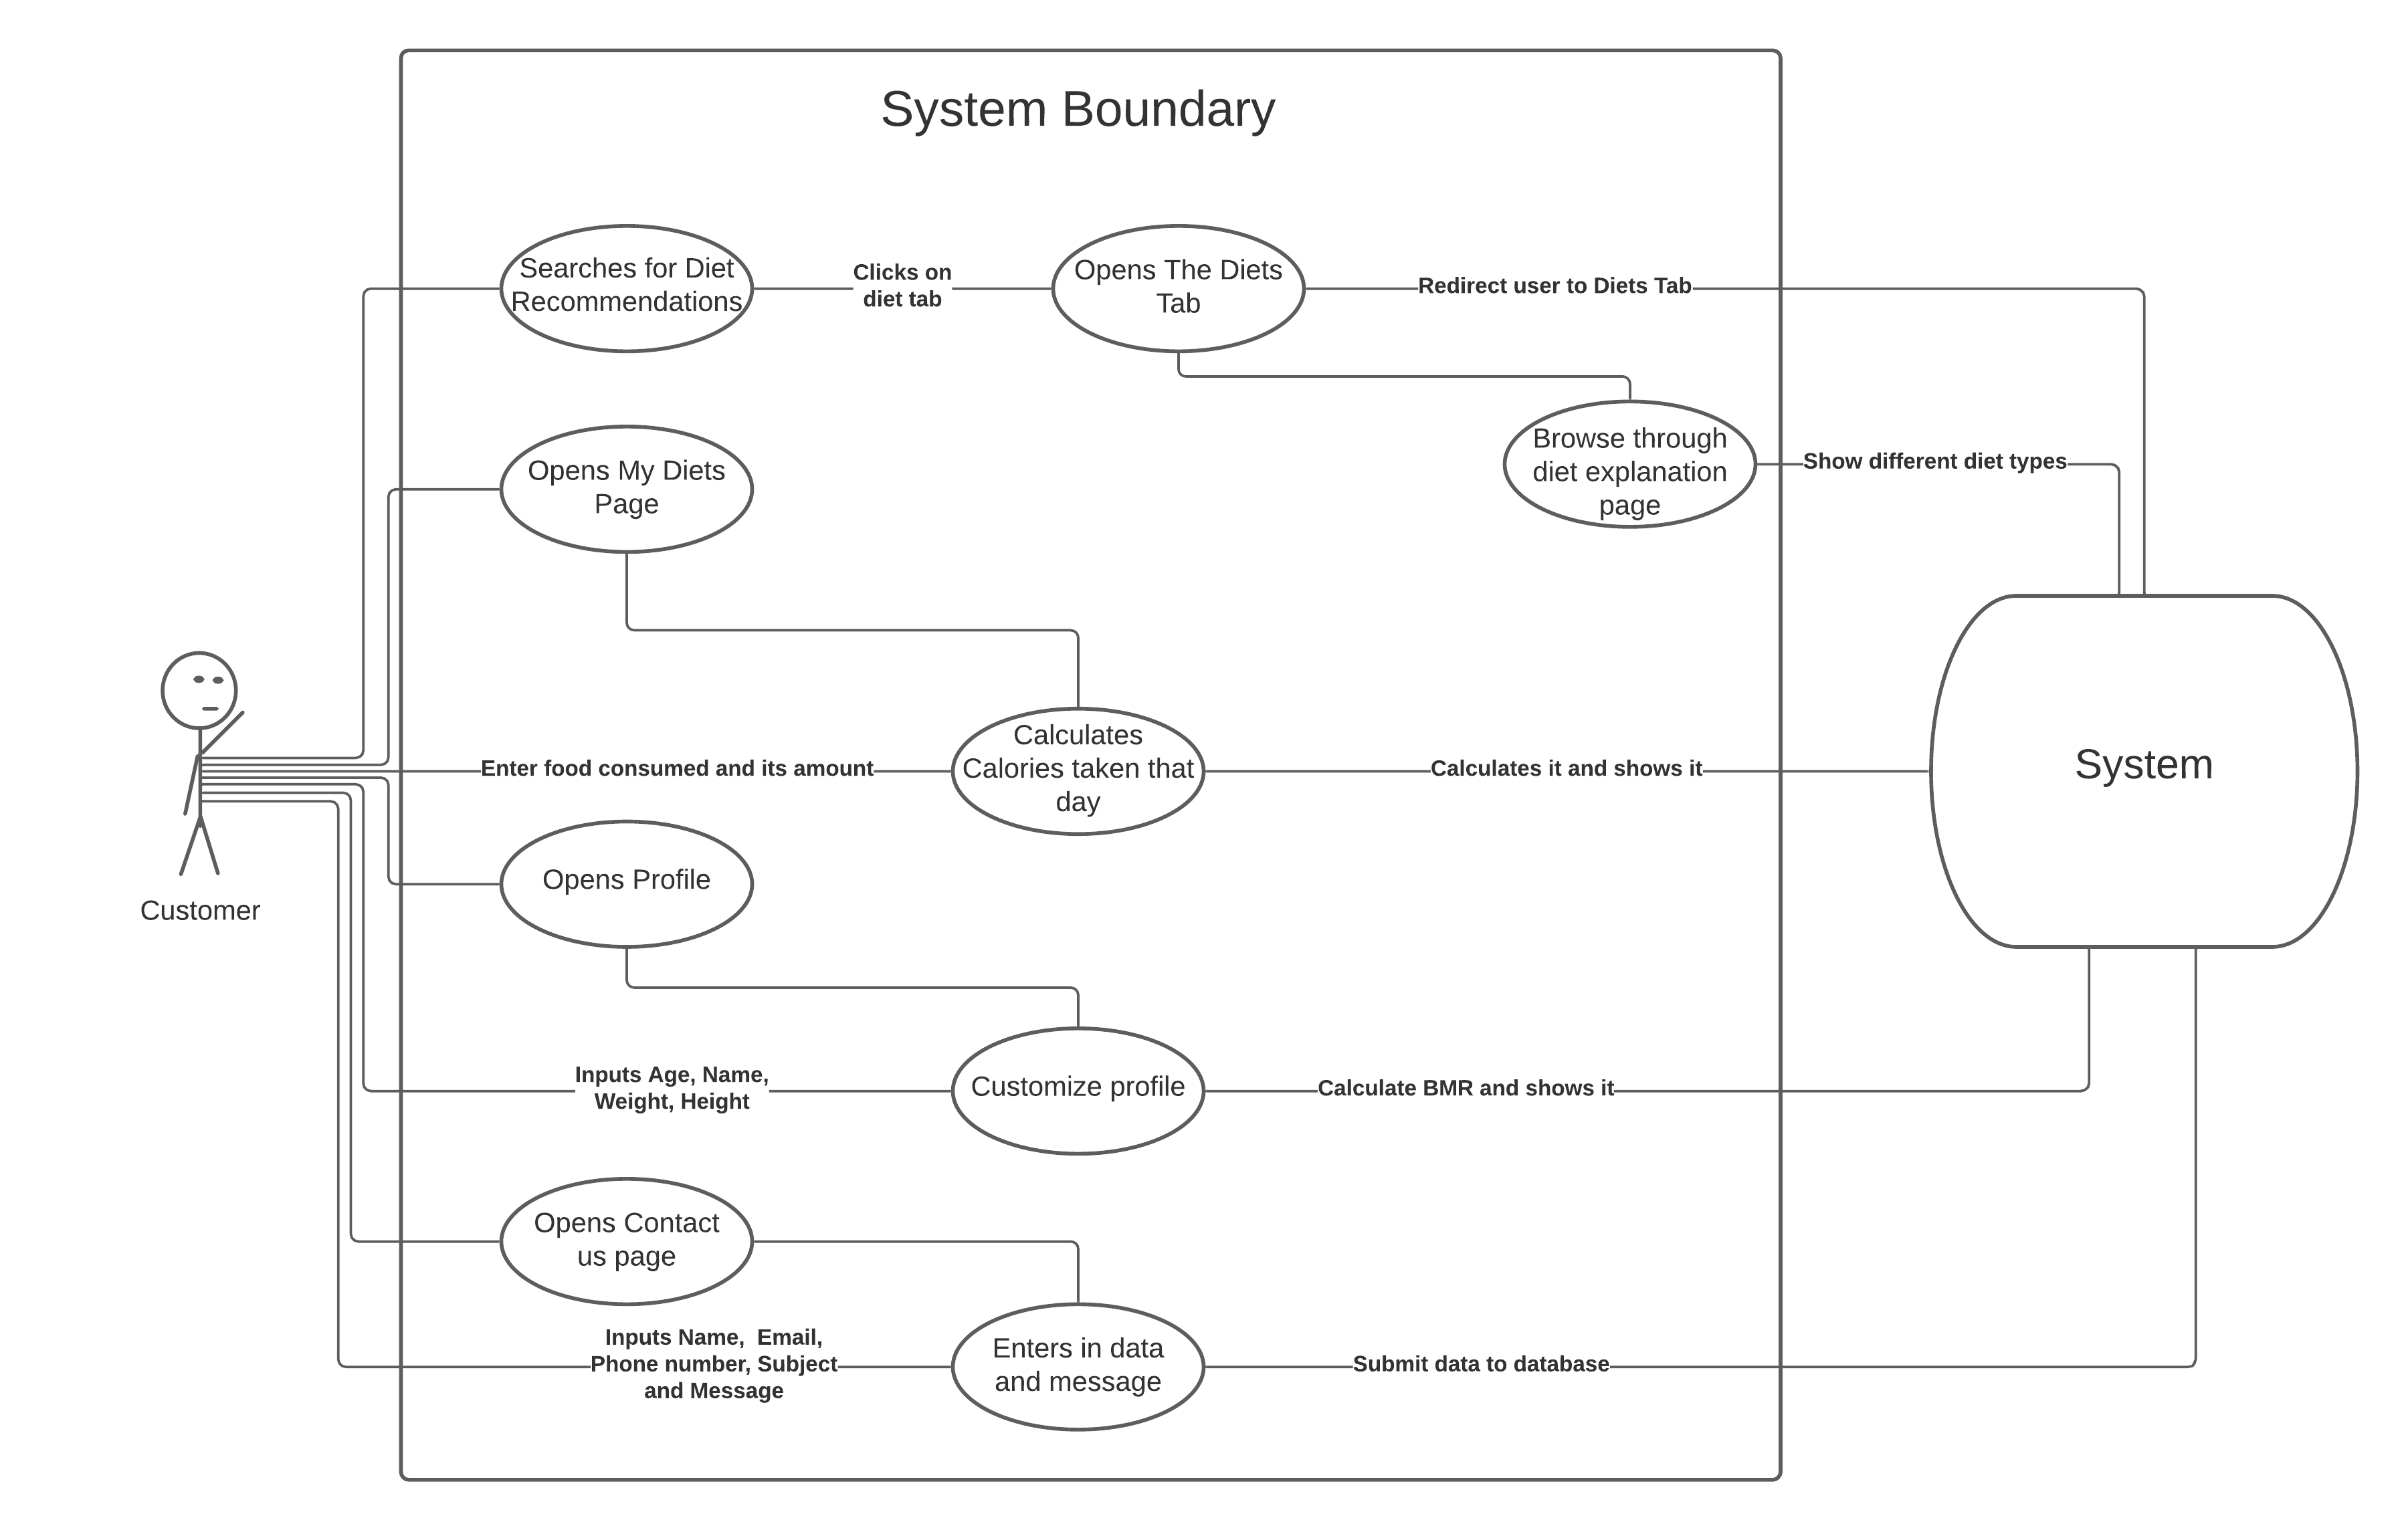 System Boundary
Searches for Diet
Recommendations
Clicks on
diet tab
Opens The Diets
Tab
Redirect user to Diets Tab
Opens My Diets
Page
Browse through
diet explanation
page
Show different diet types
Customer
Enter food consumed and its amount
Calculates
Calories taken that
day
Calculates it and shows it
System
Opens Profile
Inputs Age, Name,
Weight, Height
Customize profile
Calculate BMR and shows it
Opens Contact
us page
Inputs Name,  Email,
Phone number, Subject
and Message
Enters in data
and message
Submit data to database